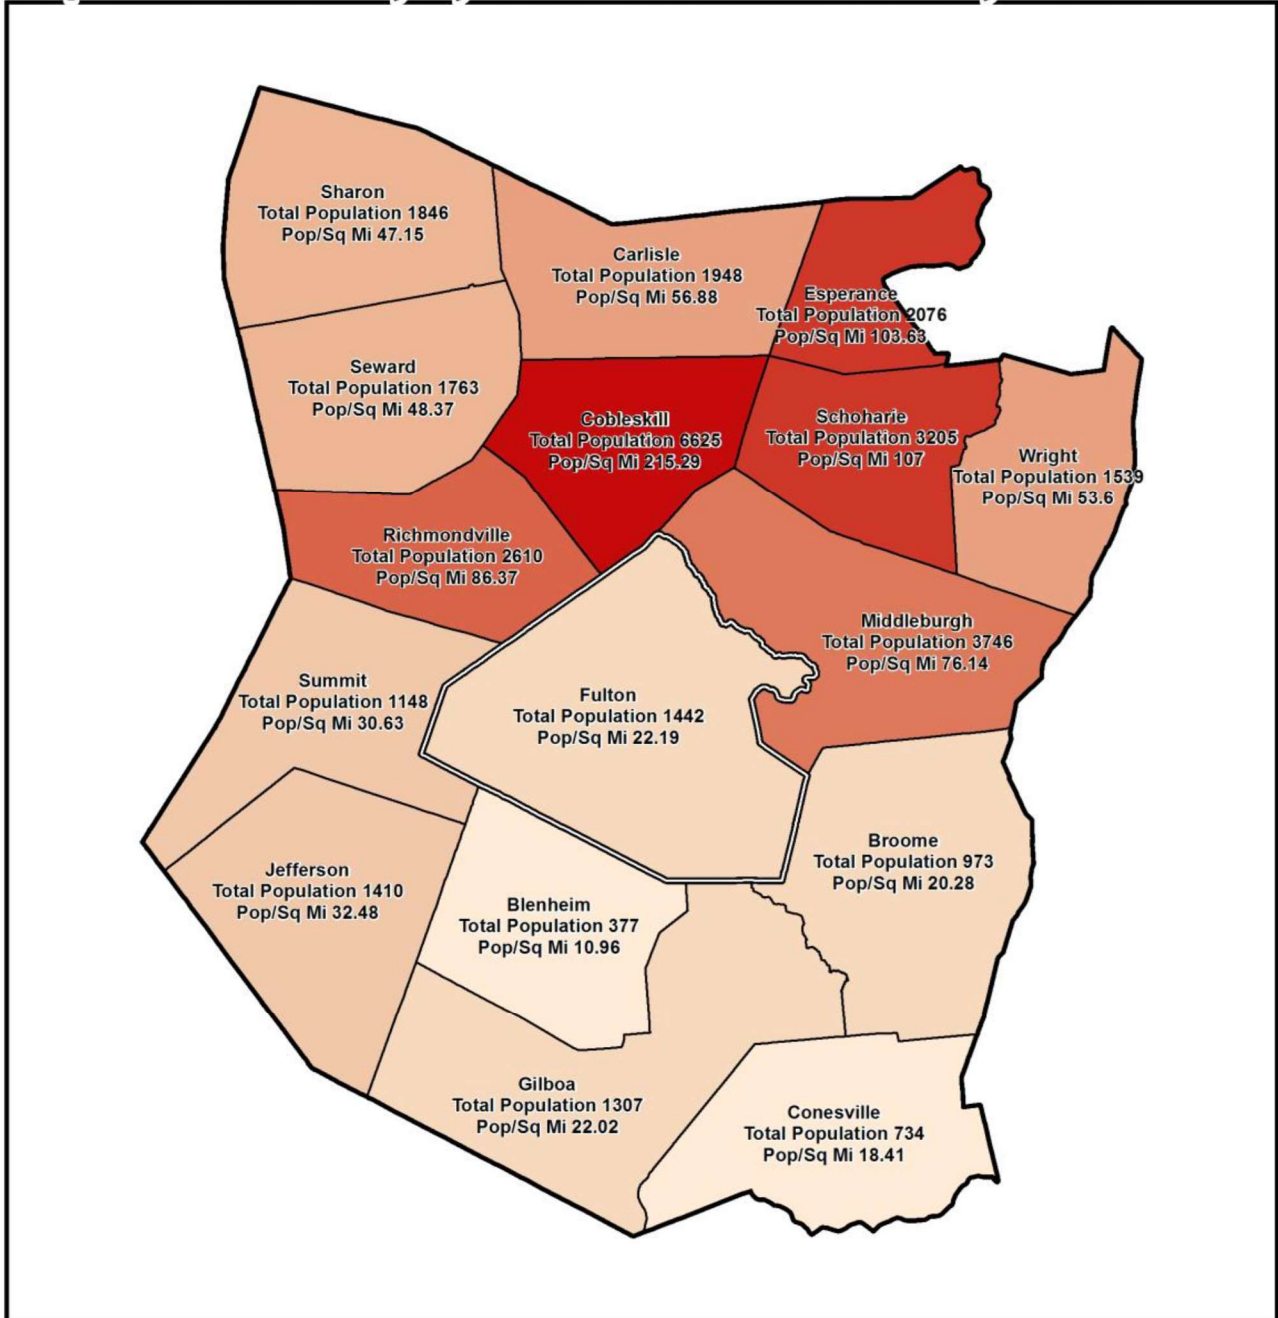 Sharon
Total Population 1846
Pop/Sq Mi 47.15
Carlisle
Total Population 1948
Pop/Sq Mi 56.88
Esperance
Total Population 2076
Pop/Sq Mi 103.63
Seward
Total Population 1763
Pop/Sq Mi 48.37
Cobleskill
Total Population 6625
Pop/Sq Mi 215.29
Schoharie
Total Population 3205
Pop/Sq Mi 107
Wright
Total Population 1539
Pop/Sq Mi 53.6
Richmondville
Total Population 2610
Pop/Sq Mi 86.37
Middleburgh
Total Population 3746
Pop/Sq Mi 76.14
Summit
Total Population 1148
Pop/Sq Mi 30.63
Fulton
Total Population 1442
Pop/Sq Mi 22.19
Broome
Total Population 973
Pop/Sq Mi 20.28
Jefferson
Total Population 1410
Pop/Sq Mi 32.48
Blenheim
Total Population 377
Pop/Sq Mi 10.96
Gilboa
Total Population 1307
Pop/Sq Mi 22.02
Conesville
Total Population 734
Pop/Sq Mi 18.41